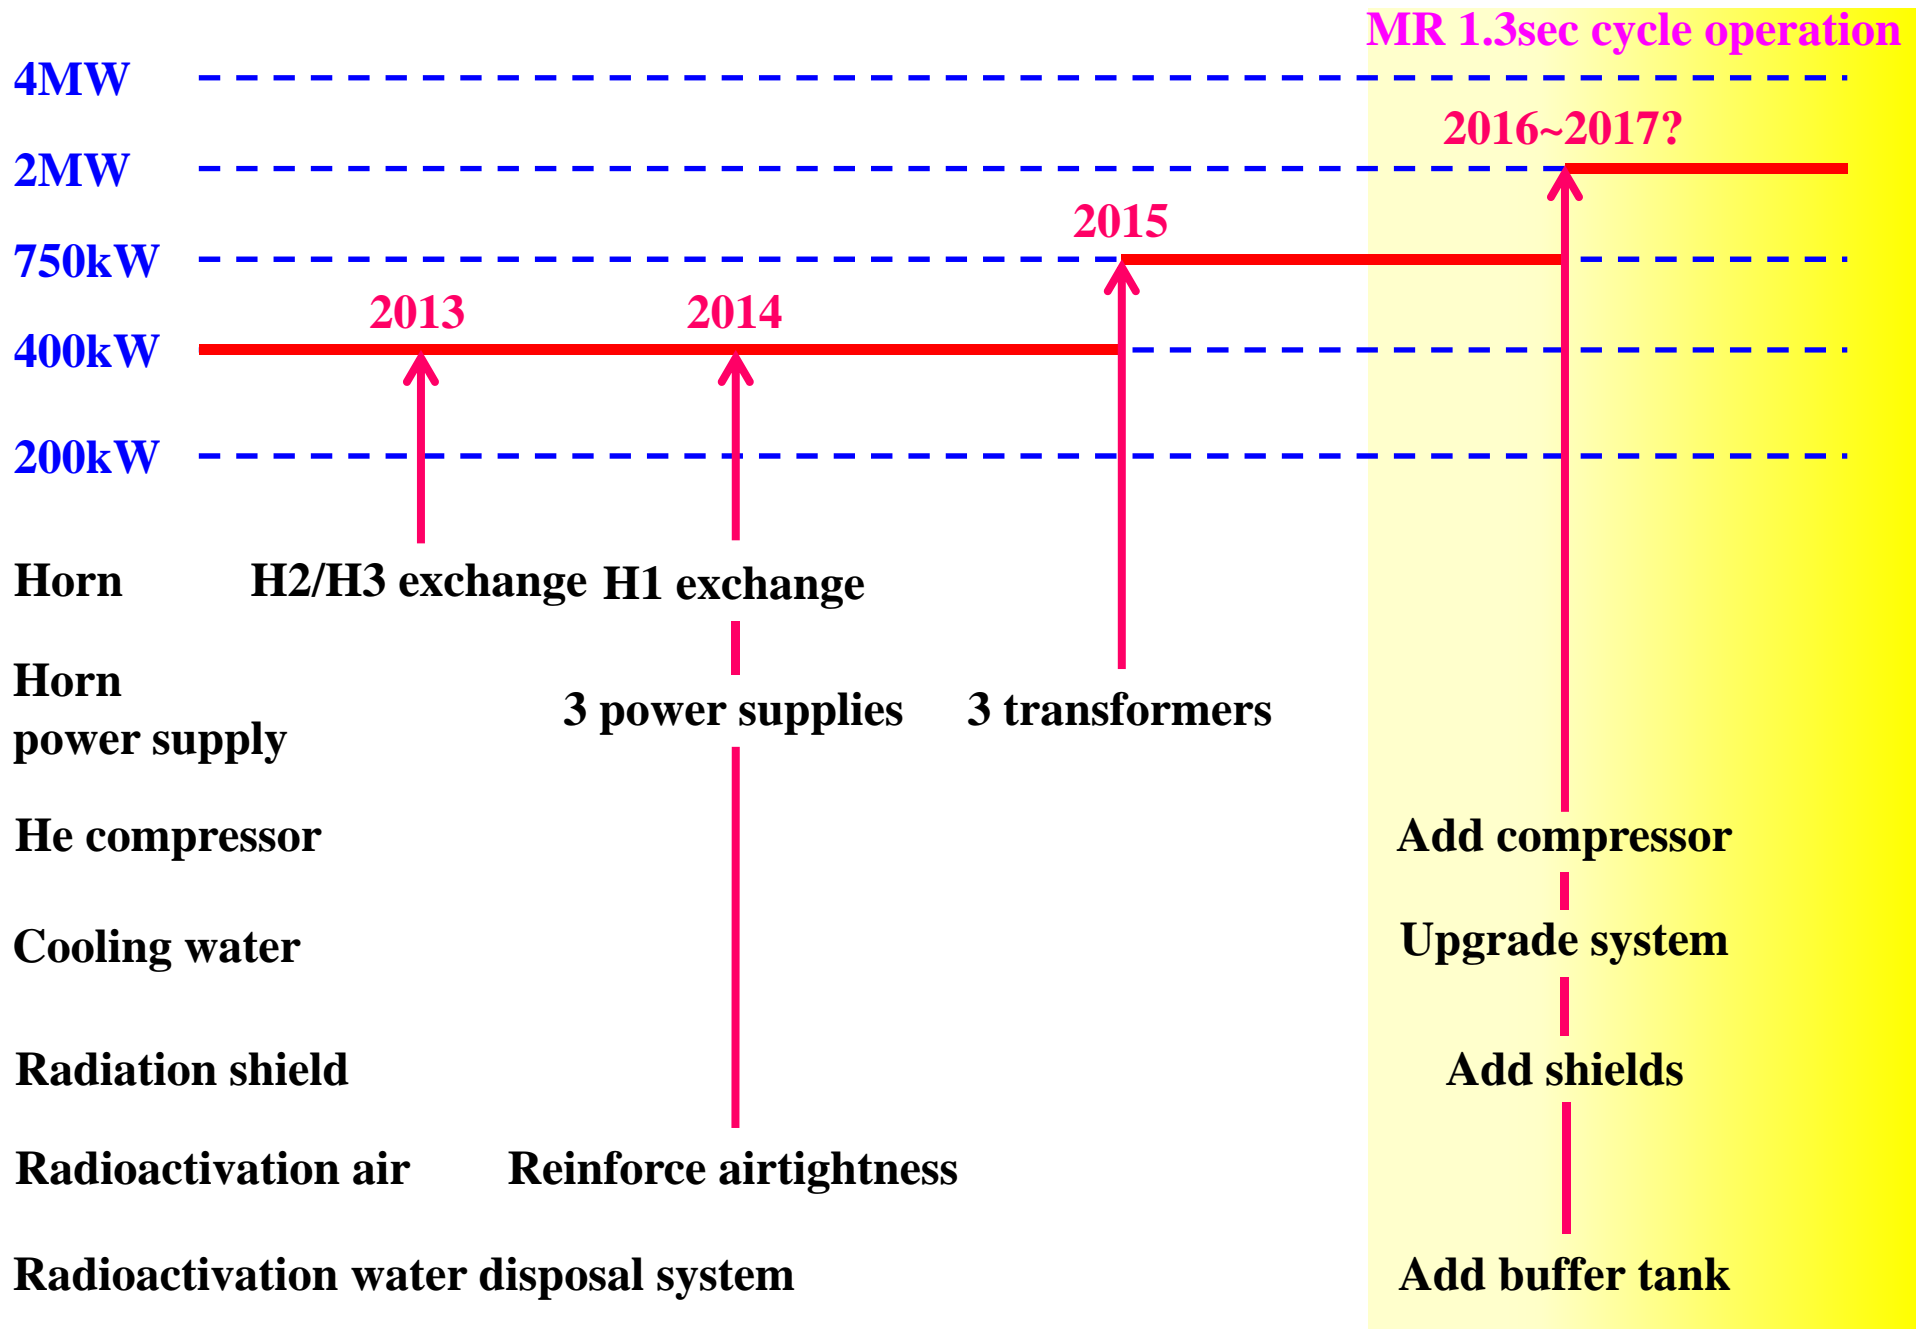 MR 1.3sec cycle operation
4MW
2016~2017?
2MW
2015
750kW
2013 2014
400kW
200kW
Horn H2/H3 exchange H1 exchange
Horn
power supply 3 power supplies 3 transformers
He compressor Add compressor
Cooling water Upgrade system
Radiation shield Add shields
Radioactivation air Reinforce airtightness
Radioactivation water disposal system Add buffer tank